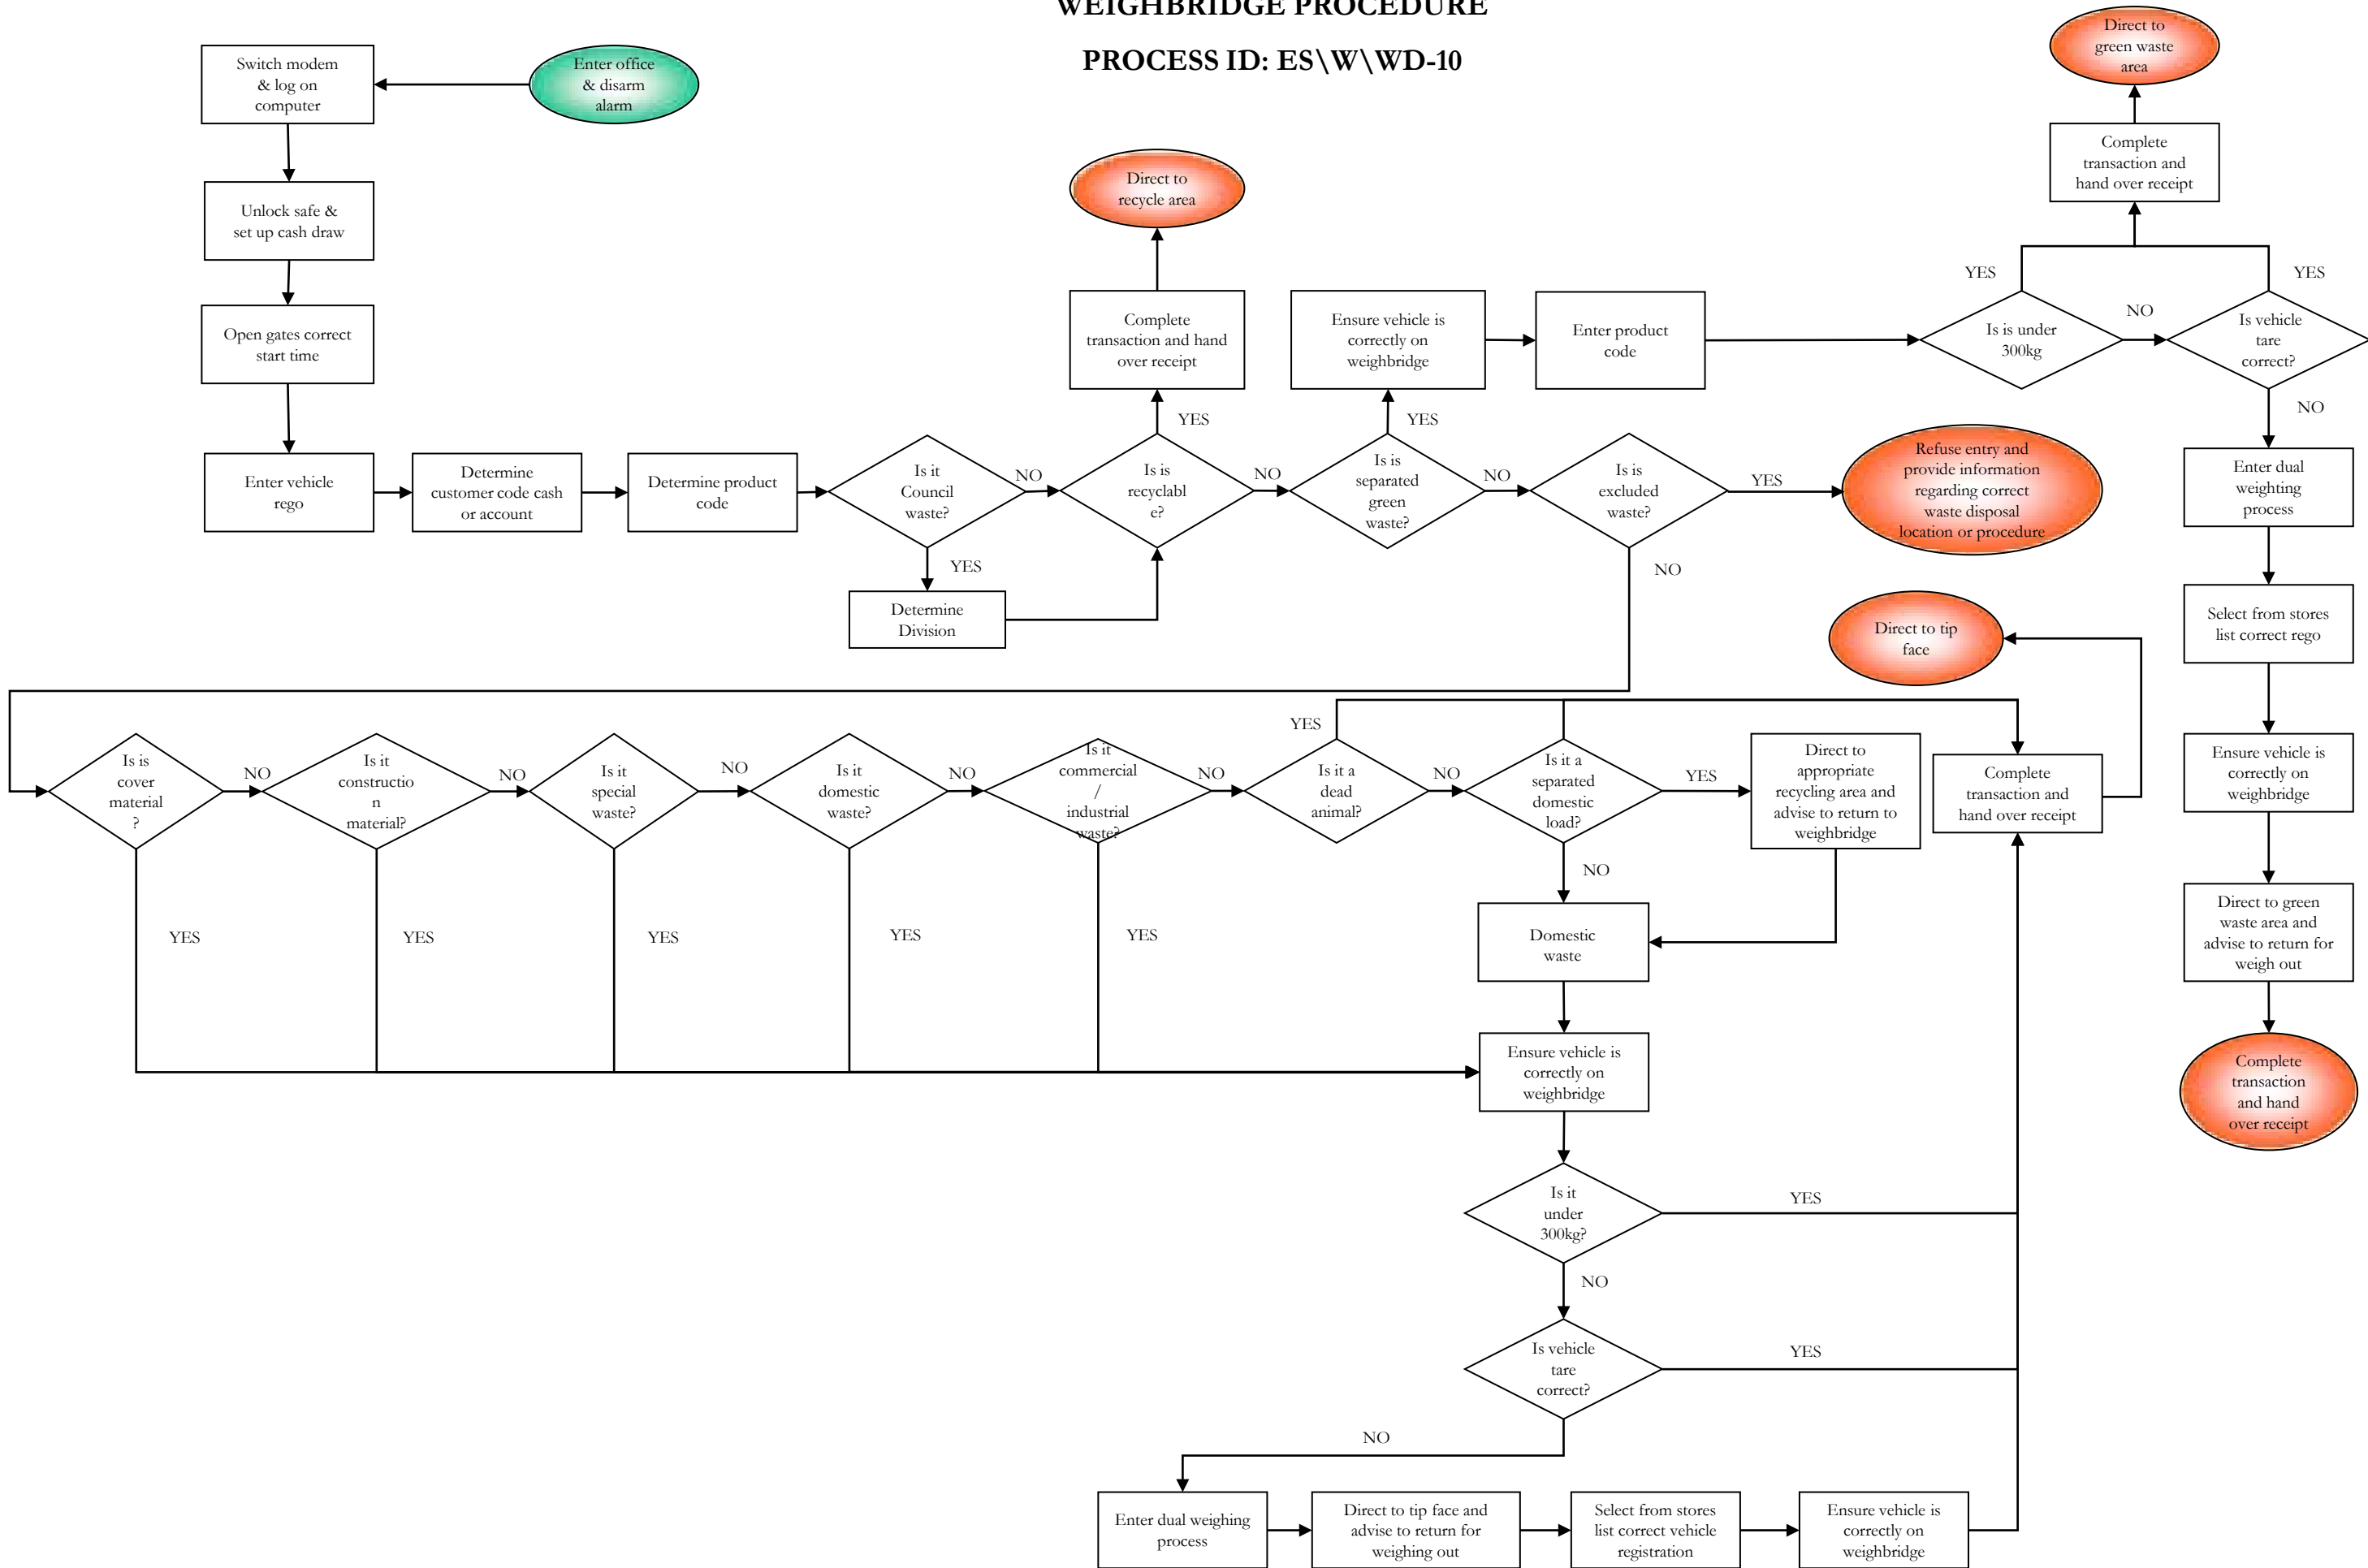 WEIGHBRIDGE PROCEDURE
PROCESS ID: ES\W\WD-10
Switch modem
& log on
computer
Enter office
& disarm
alarm
Direct to
green waste
area
Unlock safe &
set up cash draw
Direct to
recycle area
Complete
transaction and
hand over receipt
Open gates correct
start time
Complete
transaction and hand
over receipt
Ensure vehicle is
correctly on
weighbridge
Enter product
code
YES
YES
Is is under
300kg
NO
Is vehicle
tare
correct?
NO
YES
YES
Enter vehicle
rego
Determine
customer code cash
or account
Determine product
code
Is it
Council
waste?
NO
Is is
recyclabl
e?
NO
Is is
separated
green
waste?
NO
Is is
excluded
waste?
YES
Refuse entry and
provide information
regarding correct
waste disposal
location or procedure
Enter dual
weighting
process
YES
NO
Determine
Division
Direct to tip
face
Select from stores
list correct rego
YES
Is is
cover
material
?
NO
Is it
constructio
n
material?
NO
Is it
special
waste?
NO
Is it
domestic
waste?
NO
Is it
commercial
/
industrial
waste?
NO
Is it a
dead
animal?
NO
Is it a
separated
domestic
load?
YES
Direct to
appropriate
recycling area and
advise to return to
weighbridge
Complete
transaction and
hand over receipt
Ensure vehicle is
correctly on
weighbridge
NO
YES
YES
YES
YES
YES
Domestic
waste
Direct to green
waste area and
advise to return for
weigh out
Ensure vehicle is
correctly on
weighbridge
Complete
transaction
and hand
over receipt
Is it
under
300kg?
YES
NO
Is vehicle
tare
correct?
YES
NO
Enter dual weighing
process
Direct to tip face and
advise to return for
weighing out
Select from stores
list correct vehicle
registration
Ensure vehicle is
correctly on
weighbridge